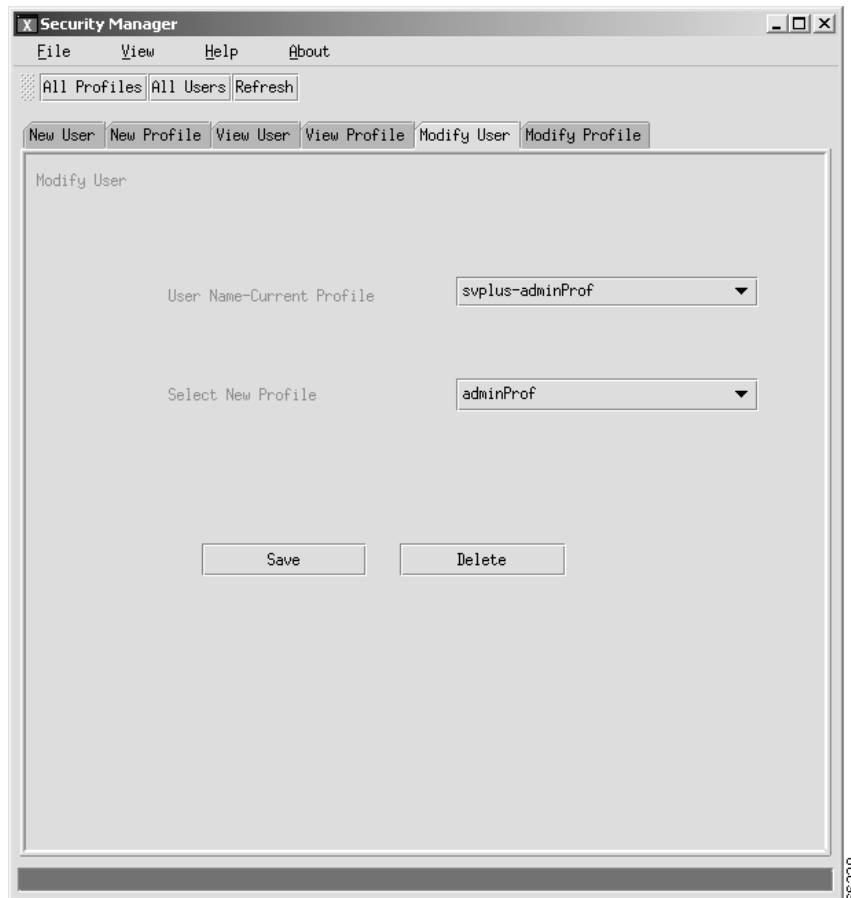 X Security Manager
File View Help About
All Profiles All Users Refresh
New User New Profile View User View Profile Modify User Modify Profile
Modify User
User Name-Current Profile svplus-adminProf
Select New Profile adminProf
Save Delete